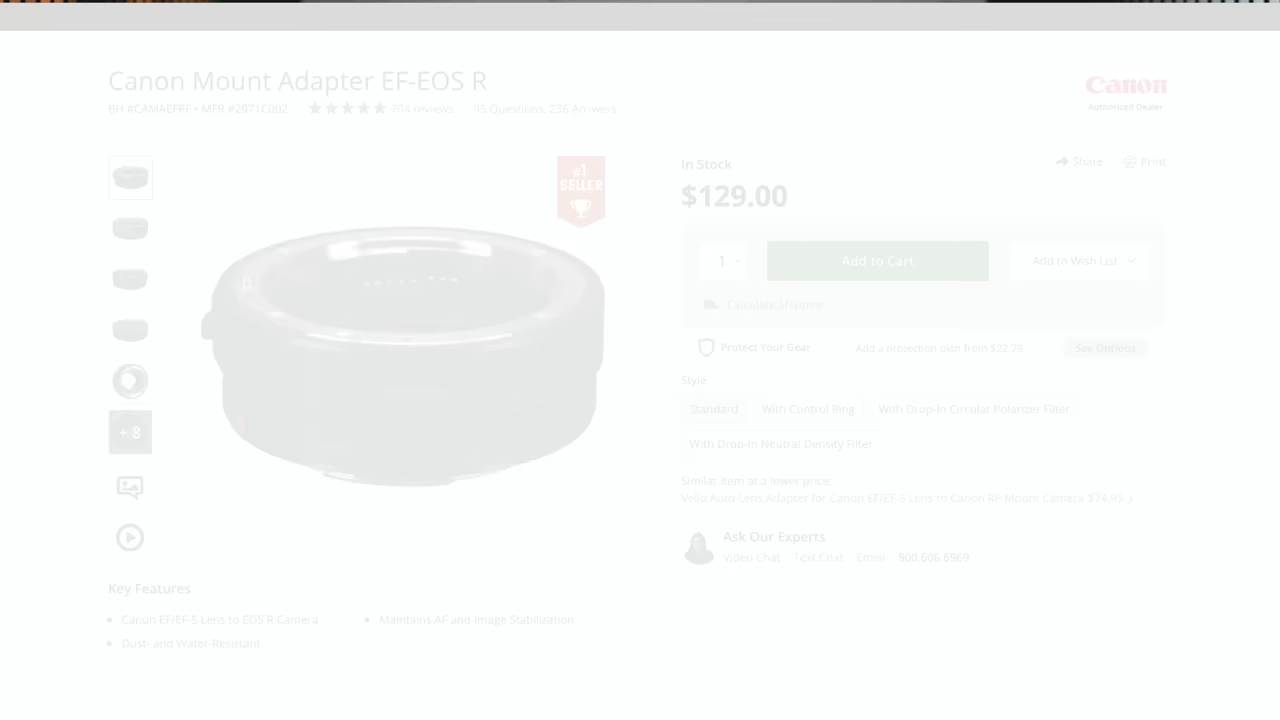 Canon Mount Adapter EF-EOS R
BH #CAMAEFRF • MFR #2971C002 704 reviews 95 Questions, 236 Answers
Canon
Authorized Dealer
#1
SELLER
In Stock
Share Print
$129.00
1 Add to Cart Add to Wish List
Calculate Shipping
Protect Your Gear Add a protection plan from $22.79 See Options
Style
Standard With Control Ring With Drop-In Circular Polarizer Filter
With Drop-In Neutral Density Filter
+ 8
Similar item at a lower price:
Vello Auto Lens Adapter for Canon EF/EF-S Lens to Canon RF-Mount Camera $74.95 ›
Ask Our Experts
Video Chat Text Chat Email 800.606.6969
Key Features
• Canon EF/EF-S Lens to EOS R Camera
• Maintains AF and Image Stabilization
• Dust- and Water-Resistant